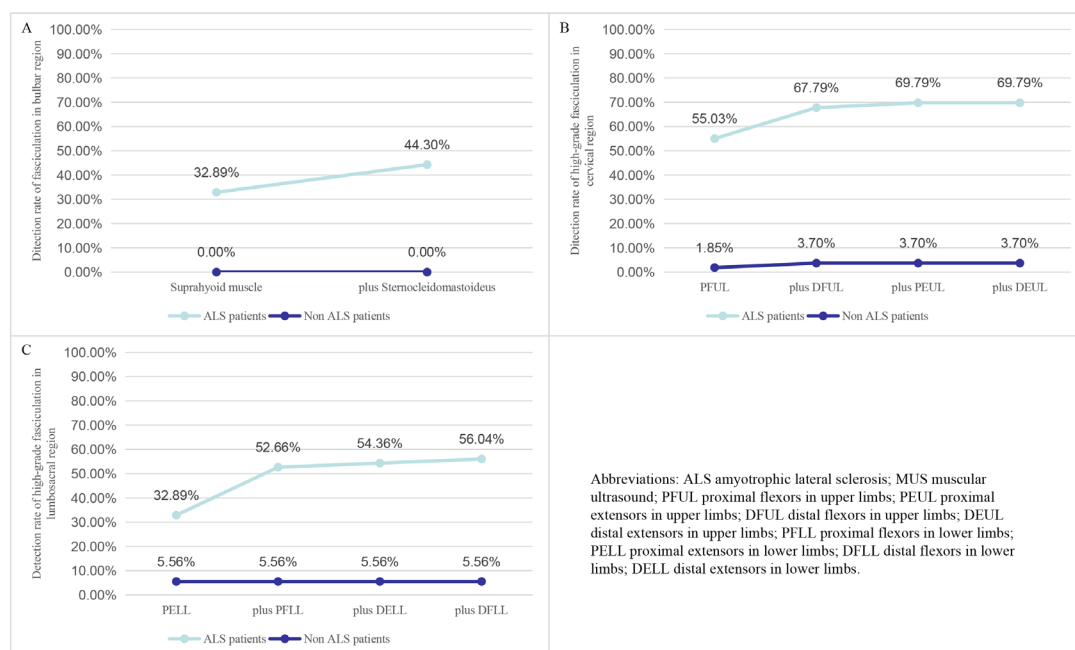 A
Ditection rate of fasciculation in bulbar region
100.00%
90.00%
80.00%
70.00%
60.00%
50.00%
40.00%
30.00%
20.00%
10.00%
0.00%
32.89%
44.30%
0.00%
0.00%
Suprahyoid muscle
plus Sternocleidomastoideus
ALS patients
Non ALS patients
B
Ditection rate of high-grade fasciculation in
cervical region
100.00%
90.00%
80.00%
70.00%
60.00%
50.00%
40.00%
30.00%
20.00%
10.00%
0.00%
55.03%
67.79%
69.79%
69.79%
1.85%
3.70%
3.70%
3.70%
PFUL
plus DFUL
plus PEUL
plus DEUL
ALS patients
Non ALS patients
C
Detection rate of high-grade fasciculation in
lumbosacral region
100.00%
90.00%
80.00%
70.00%
60.00%
50.00%
40.00%
30.00%
20.00%
10.00%
0.00%
32.89%
52.66%
54.36%
56.04%
5.56%
5.56%
5.56%
5.56%
PELL
plus PFLL
plus DELL
plus DFLL
ALS patients
Non ALS patients
Abbreviations: ALS amyotrophic lateral sclerosis; MUS muscular
ultrasound; PFUL proximal flexors in upper limbs; PEUL proximal
extensors in upper limbs; DFUL distal flexors in upper limbs; DEUL
distal extensors in upper limbs; PFLL proximal flexors in lower limbs;
PELL proximal extensors in lower limbs; DFLL distal flexors in lower
limbs; DELL distal extensors in lower limbs.